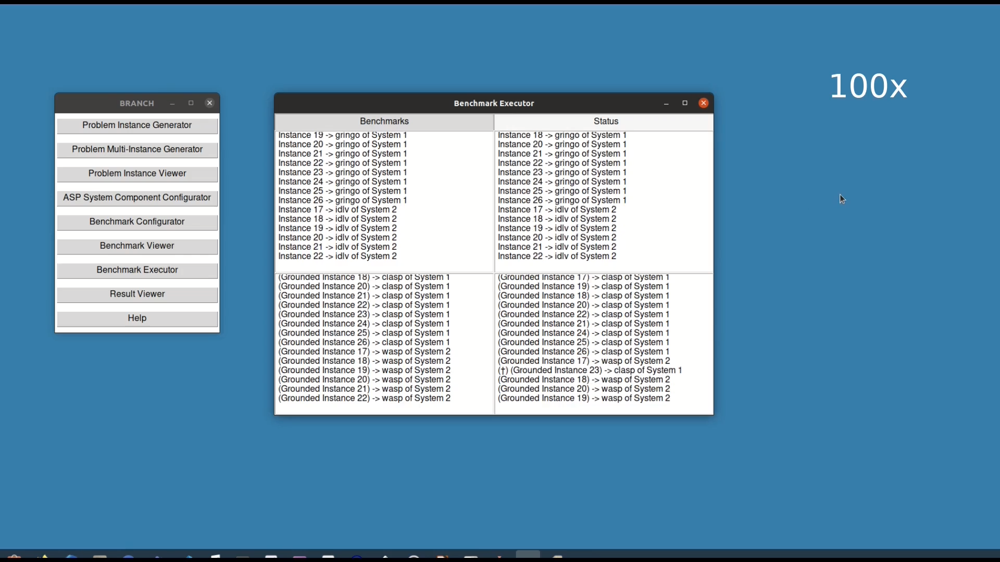 100x
BRANCH
Problem Instance Generator
Problem Multi-Instance Generator
Problem Instance Viewer
ASP System Component Configurator
Benchmark Configurator
Benchmark Viewer
Benchmark Executor
Result Viewer
Help
Benchmark Executor
Benchmarks
Instance 19 -> gringo of System 1
Instance 20 -> gringo of System 1
Instance 21 -> gringo of System 1
Instance 22 -> gringo of System 1
Instance 23 -> gringo of System 1
Instance 24 -> gringo of System 1
Instance 25 -> gringo of System 1
Instance 26 -> gringo of System 1
Instance 17 -> idlv of System 2
Instance 18 -> idlv of System 2
Instance 19 -> idlv of System 2
Instance 20 -> idlv of System 2
Instance 21 -> idlv of System 2
Instance 22 -> idlv of System 2
(Grounded Instance 18) -> clasp of System 1
(Grounded Instance 20) -> clasp of System 1
(Grounded Instance 21) -> clasp of System 1
(Grounded Instance 22) -> clasp of System 1
(Grounded Instance 23) -> clasp of System 1
(Grounded Instance 24) -> clasp of System 1
(Grounded Instance 25) -> clasp of System 1
(Grounded Instance 26) -> clasp of System 1
(Grounded Instance 17) -> wasp of System 2
(Grounded Instance 18) -> wasp of System 2
(Grounded Instance 19) -> wasp of System 2
(Grounded Instance 20) -> wasp of System 2
(Grounded Instance 21) -> wasp of System 2
(Grounded Instance 22) -> wasp of System 2
Status
Instance 18 -> gringo of System 1
Instance 20 -> gringo of System 1
Instance 21 -> gringo of System 1
Instance 22 -> gringo of System 1
Instance 23 -> gringo of System 1
Instance 24 -> gringo of System 1
Instance 25 -> gringo of System 1
Instance 26 -> gringo of System 1
Instance 17 -> idlv of System 2
Instance 18 -> idlv of System 2
Instance 19 -> idlv of System 2
Instance 20 -> idlv of System 2
Instance 21 -> idlv of System 2
Instance 22 -> idlv of System 2
(Grounded Instance 17) -> clasp of System 1
(Grounded Instance 19) -> clasp of System 1
(Grounded Instance 18) -> clasp of System 1
(Grounded Instance 20) -> clasp of System 1
(Grounded Instance 22) -> clasp of System 1
(Grounded Instance 21) -> clasp of System 1
(Grounded Instance 24) -> clasp of System 1
(Grounded Instance 25) -> clasp of System 1
(Grounded Instance 26) -> clasp of System 1
(Grounded Instance 17) -> wasp of System 2
(†) (Grounded Instance 23) -> clasp of System 1
(Grounded Instance 18) -> wasp of System 2
(Grounded Instance 20) -> wasp of System 2
(Grounded Instance 19) -> wasp of System 2